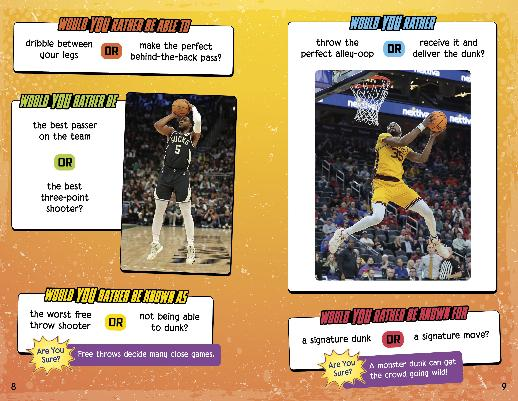 WOULD YOU RATHER BE ABLE TO
dribble between
your legs
OR
make the perfect
behind-the-back pass?
WOULD YOU RATHER BE
the best passer
on the team
OR
the best
three-point
shooter?
BUCKS
5
WOULD YOU RATHER BE KNOWN AS
the worst free
throw shooter
OR
not being able
to dunk?
Are You
Sure?
Free throws decide many close games.
8
WOULD YOU RATHER
throw the
perfect alley-oop
OR
receive it and
deliver the dunk?
nextiva
35
WOULD YOU RATHER BE KNOWN FOR
a signature dunk
OR
a signature move?
Are You
Sure?
A monster dunk can get
the crowd going wild!
9